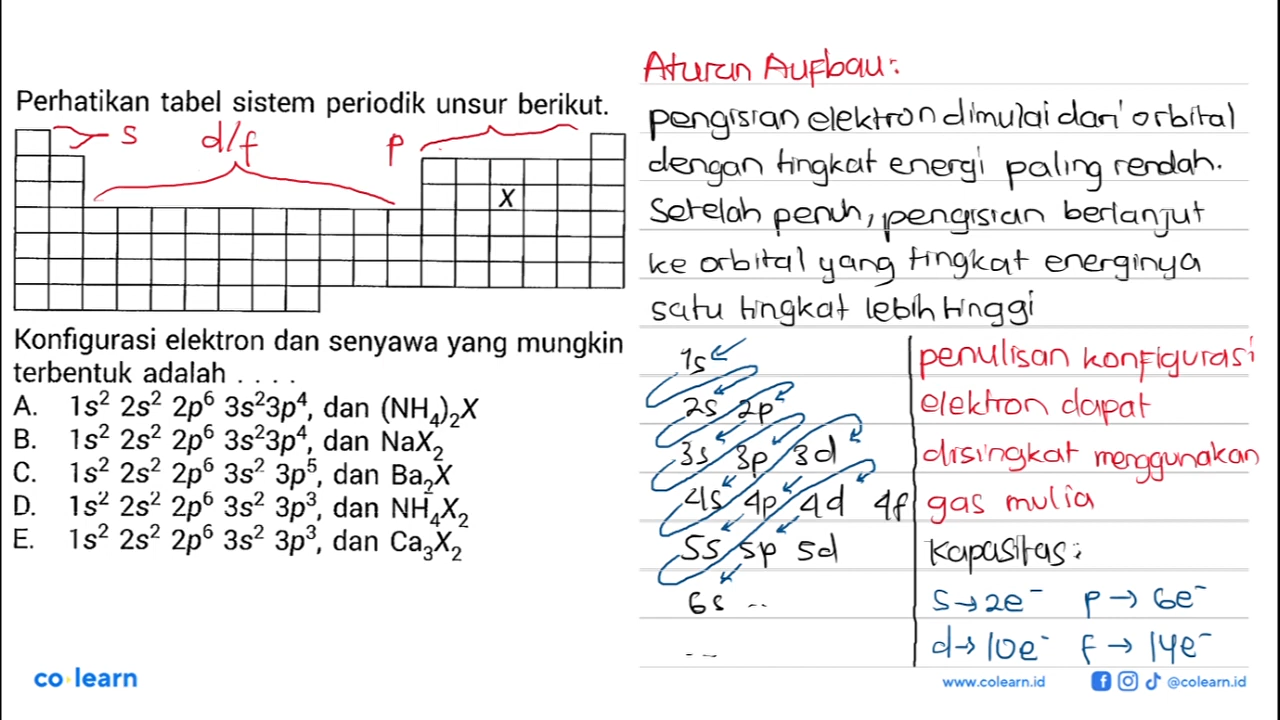 Perhatikan tabel sistem periodik unsur berikut.
s
d/f
p
X
Konfigurasi elektron dan senyawa yang mungkin
terbentuk adalah . . . .
A. 1s² 2s² 2p⁶ 3s²3p⁴, dan (NH₄)₂X
B. 1s² 2s² 2p⁶ 3s²3p⁴, dan NaX₂
C. 1s² 2s² 2p⁶ 3s² 3p⁵, dan Ba₂X
D. 1s² 2s² 2p⁶ 3s² 3p³, dan NH₄X₂
E. 1s² 2s² 2p⁶ 3s² 3p³, dan Ca₃X₂
co learn
Aturan Aufbau:
pengisian elektron dimulai dari orbital
dengan tingkat energi paling rendah.
Setelah penuh, pengisian berlanjut
ke orbital yang tingkat energinya
satu tingkat lebih tinggi
1s
2s 2p
3s 3p 3d
4s 4p 4d 4f
5s 5p 5d
6s ..
...
penulisan konfigurasi
elektron dapat
disingkat menggunakan
gas mulia
Kapasitas:
s→2e⁻ p→6e⁻
d→10e⁻ f→14e⁻
www.colearn.id @colearn.id